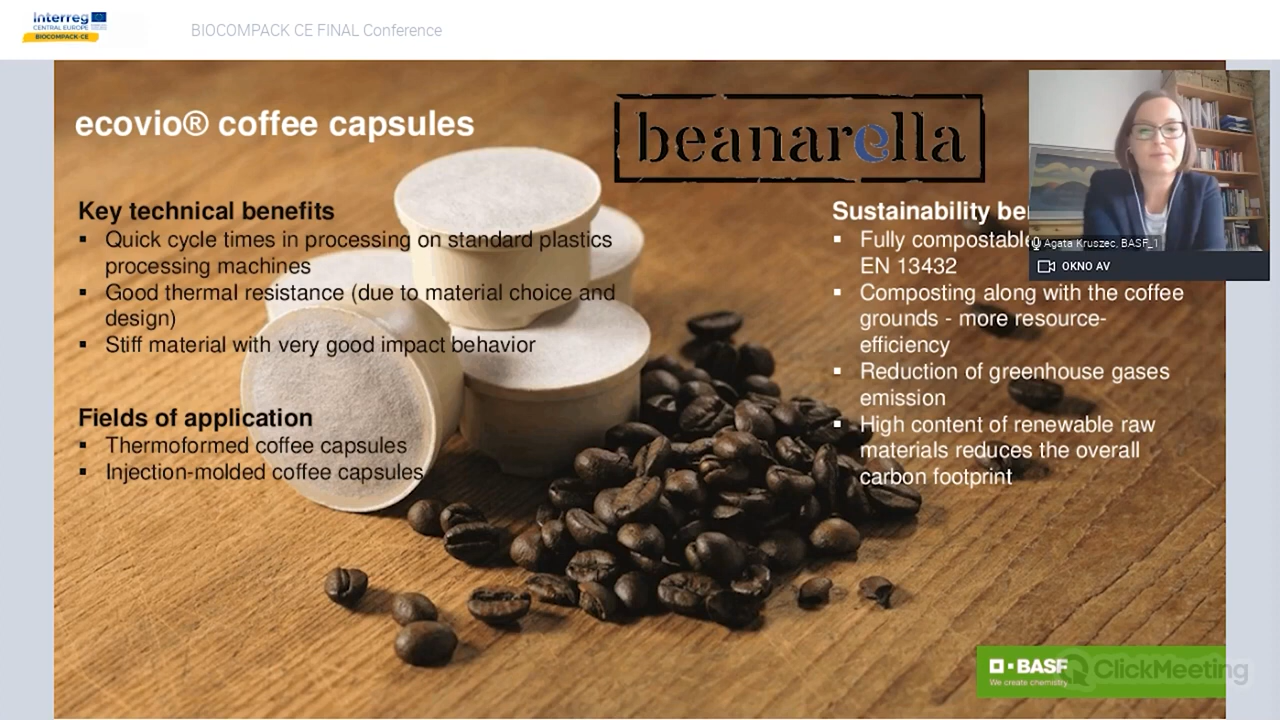 Interreg
CENTRAL EUROPE
BIOCOMPACK-CE
BIOCOMPACK CE FINAL Conference
ecovio® coffee capsules
beanarella
Key technical benefits
▪ Quick cycle times in processing on standard plastics
processing machines
▪ Good thermal resistance (due to material choice and
design)
▪ Stiff material with very good impact behavior
Fields of application
▪ Thermoformed coffee capsules
▪ Injection-molded coffee capsules
Sustainability
▪ Fully compostable
EN 13432
▪ Composting along with the coffee
grounds - more resource-
efficiency
▪ Reduction of greenhouse gases
emission
▪ High content of renewable raw
materials reduces the overall
carbon footprint
Agata Kruszec, BASF_1
OKNO AV
BASF
We create chemistry
ClickMeeting